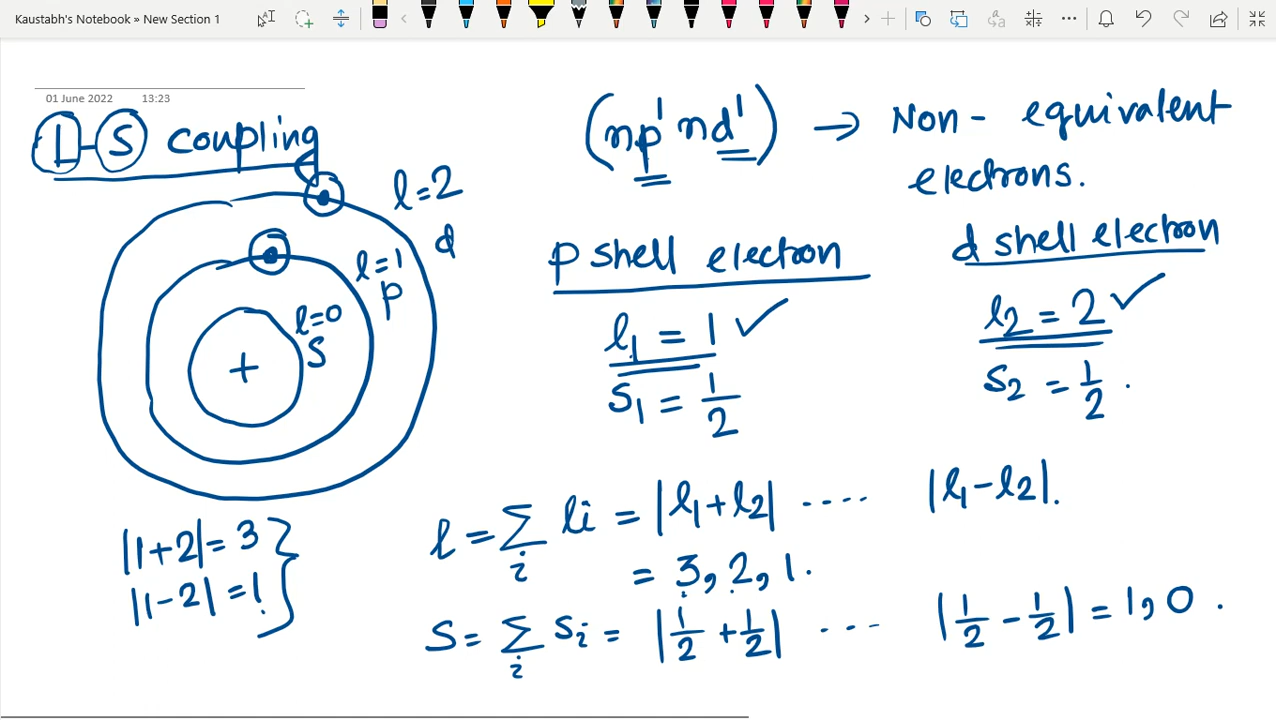 Kaustabh's Notebook » New Section 1
01 June 2022 13:23
L-S coupling
(np¹ nd¹) → Non-equivalent electrons.
l=2
d
l=1
p
l=0
s
+
p shell electron
l₁ = 1 ✓
s₁ = 1/2
d shell electron
l₂ = 2 ✓
s₂ = 1/2.
|1+2| = 3 }
|1-2| = 1. }
l = ∑ᵢ li = |l₁+l₂| ---- |l₁-l₂|.
= 3, 2, 1.
S = ∑ᵢ si = |1/2 + 1/2| --- |1/2 - 1/2| = 1, 0.